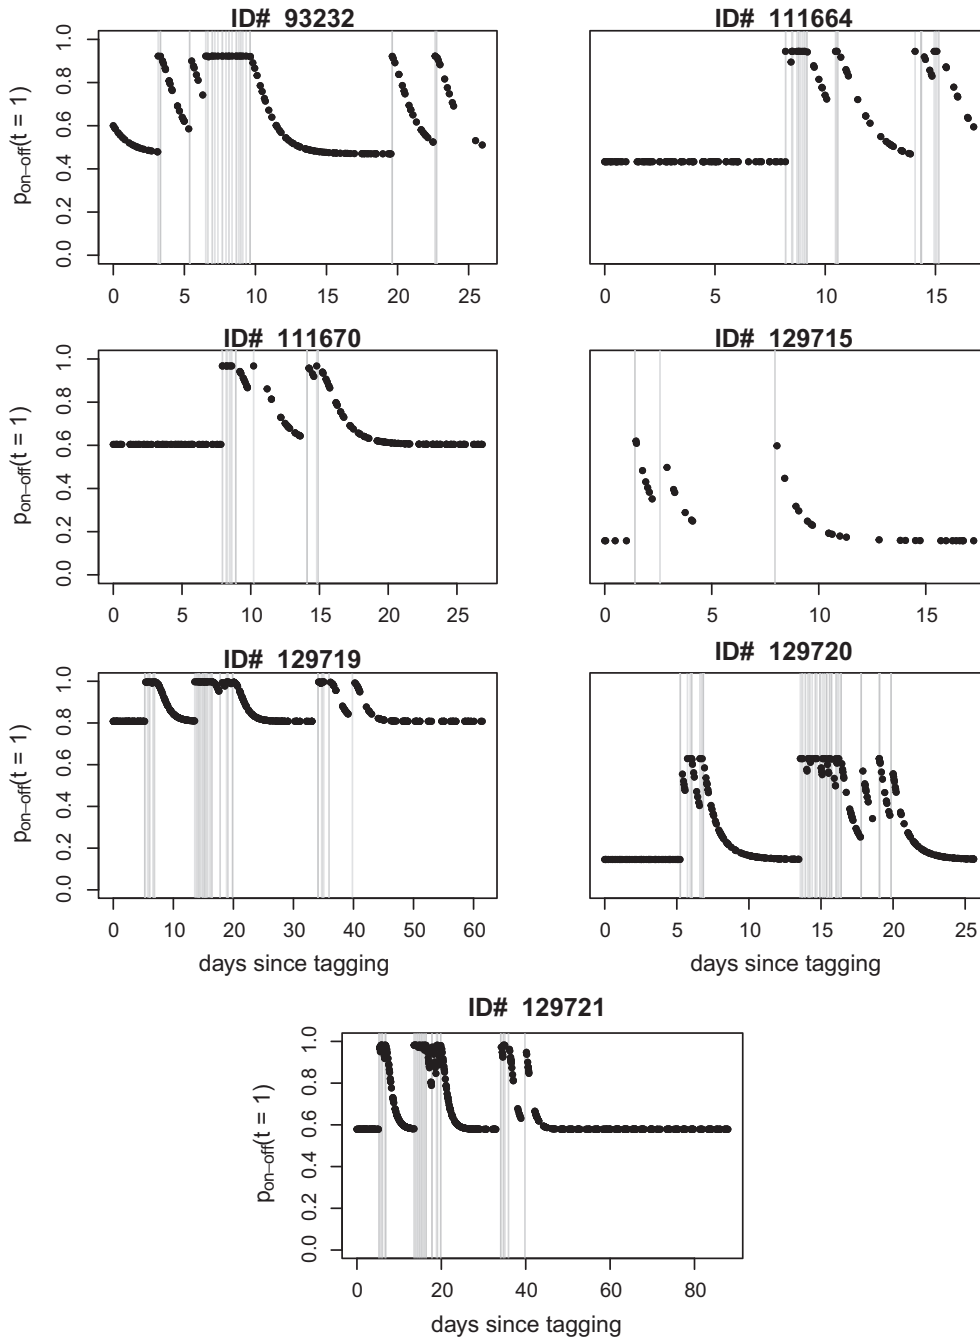 ID# 93232
ID# 111664
p_on–off(t = 1)
0.0 0.2 0.4 0.6 0.8 1.0
0 5 10 15 20 25
0 5 10 15
ID# 111670
ID# 129715
p_on–off(t = 1)
0.0 0.2 0.4 0.6 0.8 1.0
0 5 10 15 20 25
0 5 10 15
ID# 129719
ID# 129720
p_on–off(t = 1)
0.0 0.2 0.4 0.6 0.8 1.0
0 10 20 30 40 50 60
0 5 10 15 20 25
days since tagging
days since tagging
ID# 129721
p_on–off(t = 1)
0.0 0.2 0.4 0.6 0.8 1.0
0 20 40 60 80
days since tagging